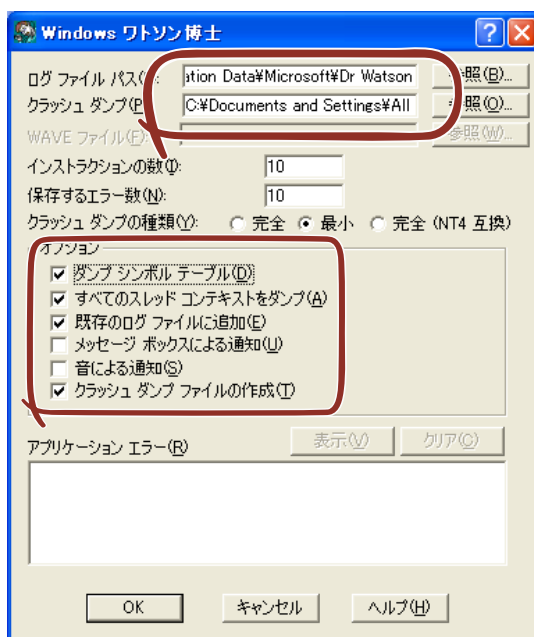 Windows ワトソン博士
ログ ファイル パス( : ation Data¥Microsoft¥Dr Watson 参照(B)...
クラッシュ ダンプ(P C:¥Documents and Settings¥All 参照(O)...
WAVE ファイル(F): 参照(W)...
インストラクションの数(I): 10
保存するエラー数(N): 10
クラッシュ ダンプの種類(Y): 完全 最小 完全 (NT4 互換)
オプション
ダンプ シンボル テーブル(D)
すべてのスレッド コンテキストをダンプ(A)
既存のログ ファイルに追加(E)
メッセージ ボックスによる通知(U)
音による通知(S)
クラッシュ ダンプ ファイルの作成(T)
アプリケーション エラー(R) 表示(V) クリア(C)
OK キャンセル ヘルプ(H)